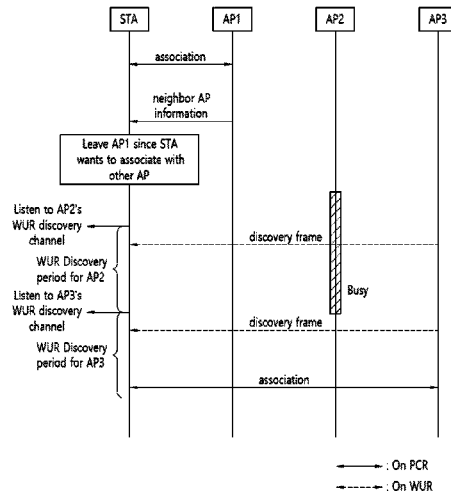 STA
AP1
AP2
AP3
association
neighbor AP
information
Leave AP1 since STA
wants to associate with
other AP
Listen to AP2's
WUR discovery
channel
discovery frame
WUR Discovery
period for AP2
Busy
Listen to AP3's
WUR discovery
channel
discovery frame
WUR Discovery
period for AP3
association
: On PCR
: On WUR